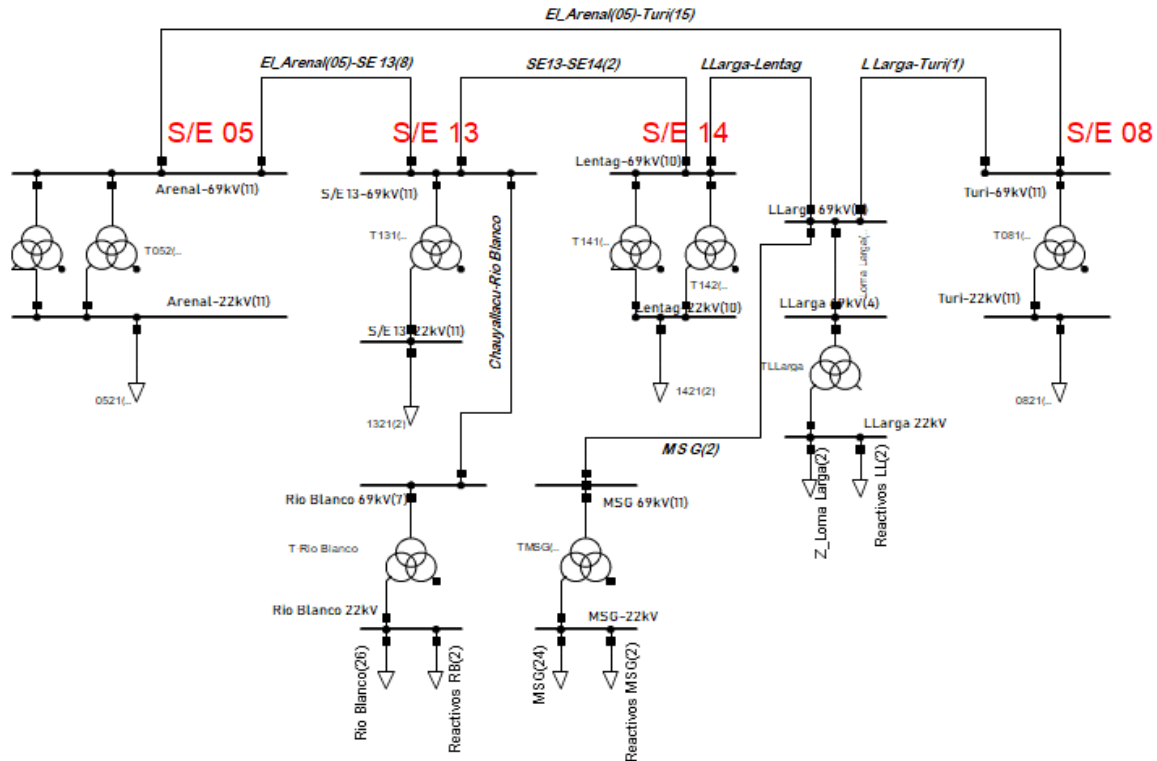 El_Arenal(05)-Turi(15)
El_Arenal(05)-SE 13(8)
SE13-SE14(2)
LLarga-Lentag
L Larga-Turi(1)
S/E 05
S/E 13
S/E 14
S/E 08
Arenal-69kV(11)
S/E 13-69kV(11)
Lentag-69kV(10)
Turi-69kV(11)
LLarga 69kV(
T052(..
T131(..
T141(..
T142(..
Loma Larga(.
T081(..
Chauyallacu-Rio Blanco
Arenal-22kV(11)
S/E 13-22kV(11)
Lentag-22kV(10)
LLarga 69kV(4)
Turi-22kV(11)
TLLarga
0521(..
1321(2)
1421(2)
0821(..
LLarga 22kV
M S G(2)
Z_Loma Larga(2)
Reactivos LL(2)
Rio Blanco 69kV(7)
MSG 69kV(11)
T Rio Blanco
TMSG(..
Rio Blanco 22kV
MSG-22kV
Rio Blanco(26)
Reactivos RB(2)
MSG(24)
Reactivos MSG(2)